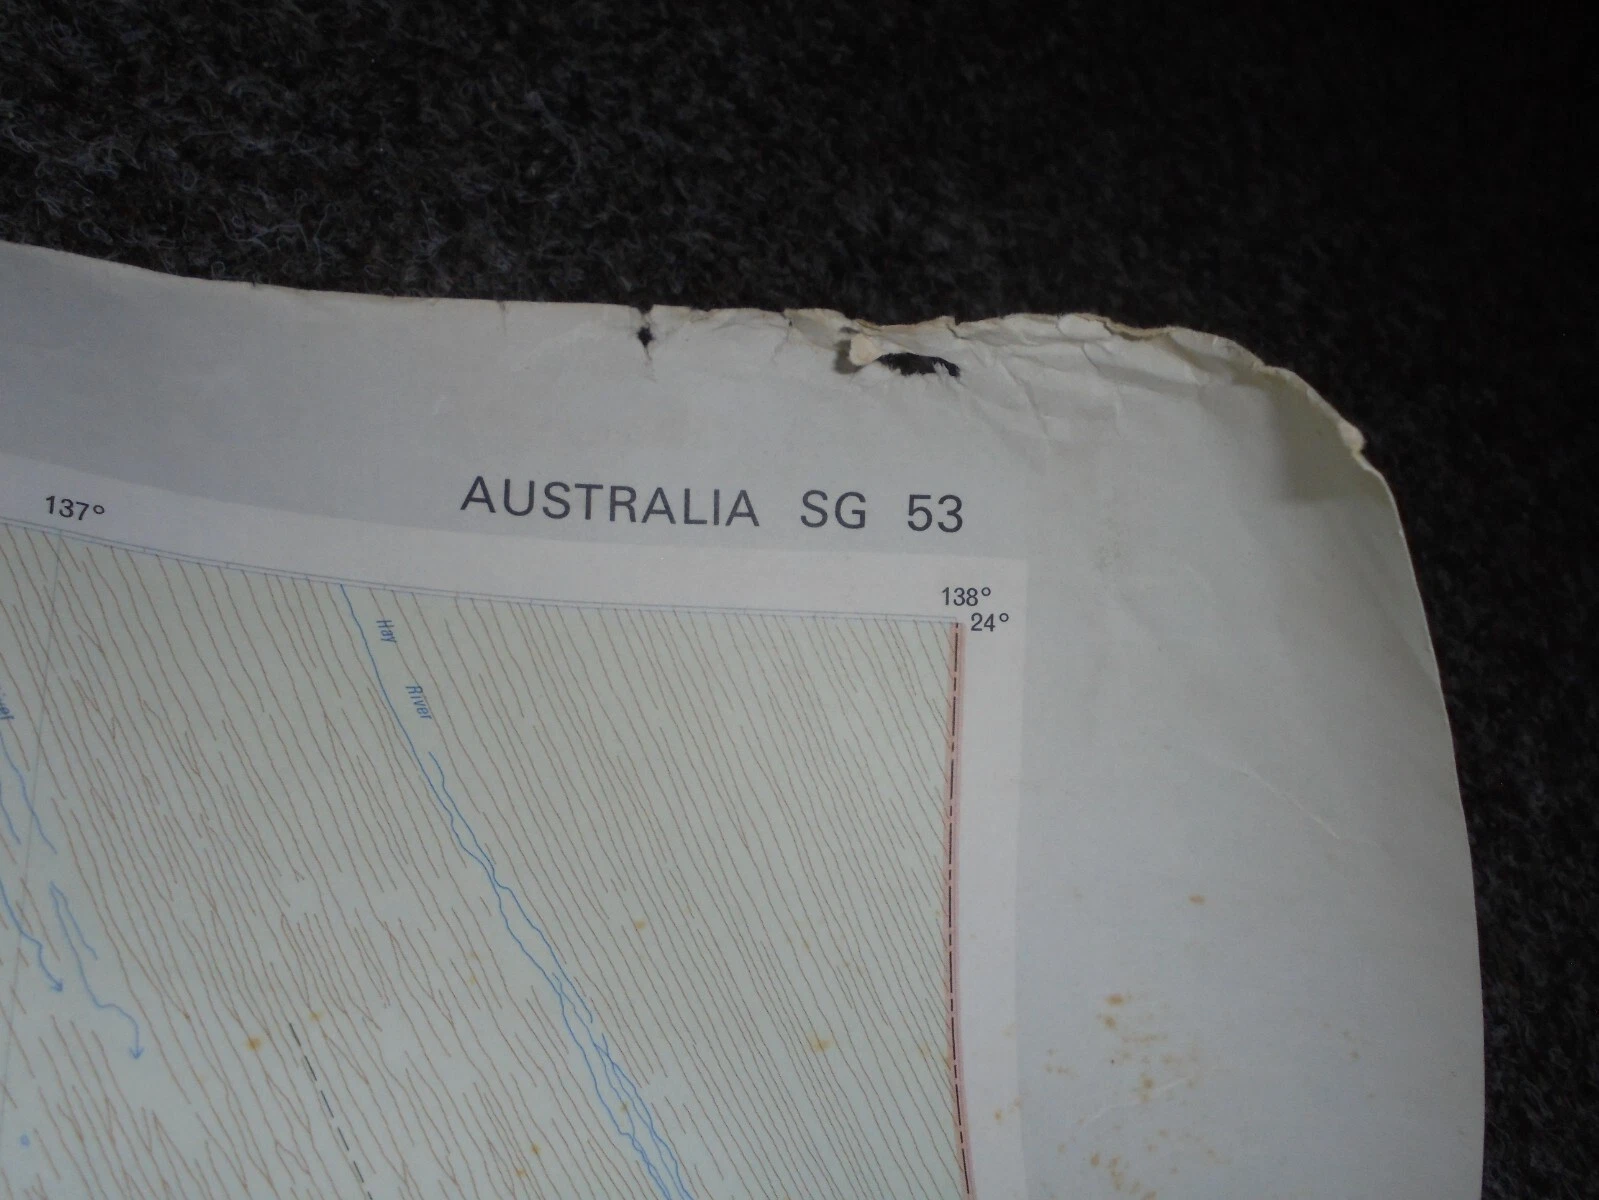 AUSTRALIA SG 53
137°
138°
24°
Hay
River